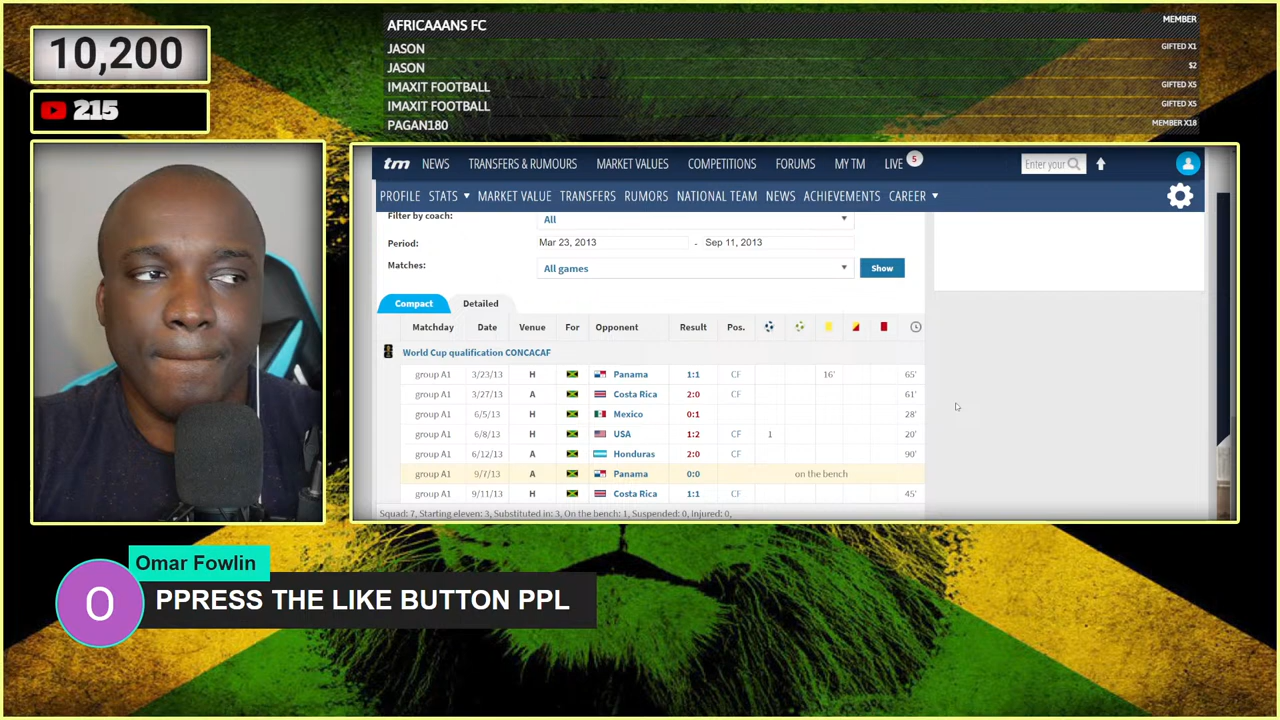 10,200
215
AFRICAAANS FC MEMBER
JASON GIFTED X1
JASON $2
IMAXIT FOOTBALL GIFTED X5
IMAXIT FOOTBALL GIFTED X5
PAGAN180 MEMBER X18
tm NEWS TRANSFERS & RUMOURS MARKET VALUES COMPETITIONS FORUMS MY TM LIVE 5 Enter your
PROFILE STATS MARKET VALUE TRANSFERS RUMORS NATIONAL TEAM NEWS ACHIEVEMENTS CAREER
Filter by coach: All
Period: Mar 23, 2013 - Sep 11, 2013
Matches: All games Show
Compact Detailed
Matchday Date Venue For Opponent Result Pos.
World Cup qualification CONCACAF
group A1 3/23/13 H Panama 1:1 CF 16' 65'
group A1 3/27/13 A Costa Rica 2:0 CF 61'
group A1 6/5/13 H Mexico 0:1 28'
group A1 6/8/13 H USA 1:2 CF 1 20'
group A1 6/12/13 A Honduras 2:0 CF 90'
group A1 9/7/13 A Panama 0:0 on the bench
group A1 9/11/13 H Costa Rica 1:1 CF 45'
Squad: 7, Starting eleven: 3, Substituted in: 3, On the bench: 1, Suspended: 0, Injured: 0,
Omar Fowlin
O PPRESS THE LIKE BUTTON PPL